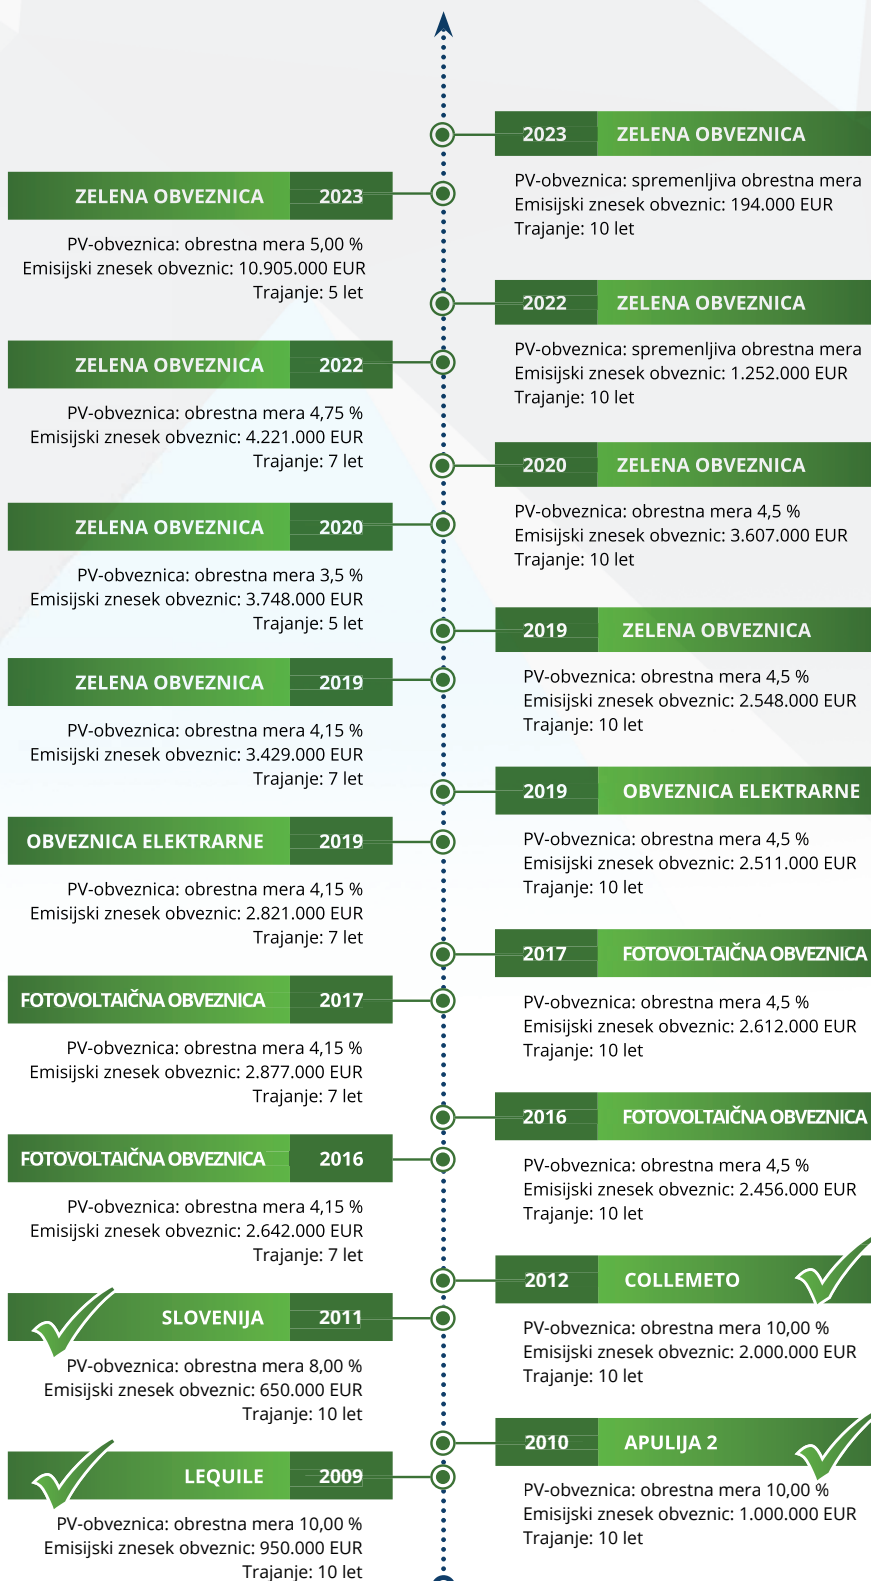 2023 ZELENA OBVEZNICA
PV-obveznica: spremenljiva obrestna mera
Emisijski znesek obveznic: 194.000 EUR
Trajanje: 10 let
ZELENA OBVEZNICA 2023
PV-obveznica: obrestna mera 5,00 %
Emisijski znesek obveznic: 10.905.000 EUR
Trajanje: 5 let
2022 ZELENA OBVEZNICA
PV-obveznica: spremenljiva obrestna mera
Emisijski znesek obveznic: 1.252.000 EUR
Trajanje: 10 let
ZELENA OBVEZNICA 2022
PV-obveznica: obrestna mera 4,75 %
Emisijski znesek obveznic: 4.221.000 EUR
Trajanje: 7 let
2020 ZELENA OBVEZNICA
PV-obveznica: obrestna mera 4,5 %
Emisijski znesek obveznic: 3.607.000 EUR
Trajanje: 10 let
ZELENA OBVEZNICA 2020
PV-obveznica: obrestna mera 3,5 %
Emisijski znesek obveznic: 3.748.000 EUR
Trajanje: 5 let
2019 ZELENA OBVEZNICA
PV-obveznica: obrestna mera 4,5 %
Emisijski znesek obveznic: 2.548.000 EUR
Trajanje: 10 let
ZELENA OBVEZNICA 2019
PV-obveznica: obrestna mera 4,15 %
Emisijski znesek obveznic: 3.429.000 EUR
Trajanje: 7 let
2019 OBVEZNICA ELEKTRARNE
PV-obveznica: obrestna mera 4,5 %
Emisijski znesek obveznic: 2.511.000 EUR
Trajanje: 10 let
OBVEZNICA ELEKTRARNE 2019
PV-obveznica: obrestna mera 4,15 %
Emisijski znesek obveznic: 2.821.000 EUR
Trajanje: 7 let
2017 FOTOVOLTAIČNA OBVEZNICA
PV-obveznica: obrestna mera 4,5 %
Emisijski znesek obveznic: 2.612.000 EUR
Trajanje: 10 let
FOTOVOLTAIČNA OBVEZNICA 2017
PV-obveznica: obrestna mera 4,15 %
Emisijski znesek obveznic: 2.877.000 EUR
Trajanje: 7 let
2016 FOTOVOLTAIČNA OBVEZNICA
PV-obveznica: obrestna mera 4,5 %
Emisijski znesek obveznic: 2.456.000 EUR
Trajanje: 10 let
FOTOVOLTAIČNA OBVEZNICA 2016
PV-obveznica: obrestna mera 4,15 %
Emisijski znesek obveznic: 2.642.000 EUR
Trajanje: 7 let
2012 COLLEMETO
PV-obveznica: obrestna mera 10,00 %
Emisijski znesek obveznic: 2.000.000 EUR
Trajanje: 10 let
SLOVENIJA 2011
PV-obveznica: obrestna mera 8,00 %
Emisijski znesek obveznic: 650.000 EUR
Trajanje: 10 let
2010 APULIJA 2
PV-obveznica: obrestna mera 10,00 %
Emisijski znesek obveznic: 1.000.000 EUR
Trajanje: 10 let
LEQUILE 2009
PV-obveznica: obrestna mera 10,00 %
Emisijski znesek obveznic: 950.000 EUR
Trajanje: 10 let